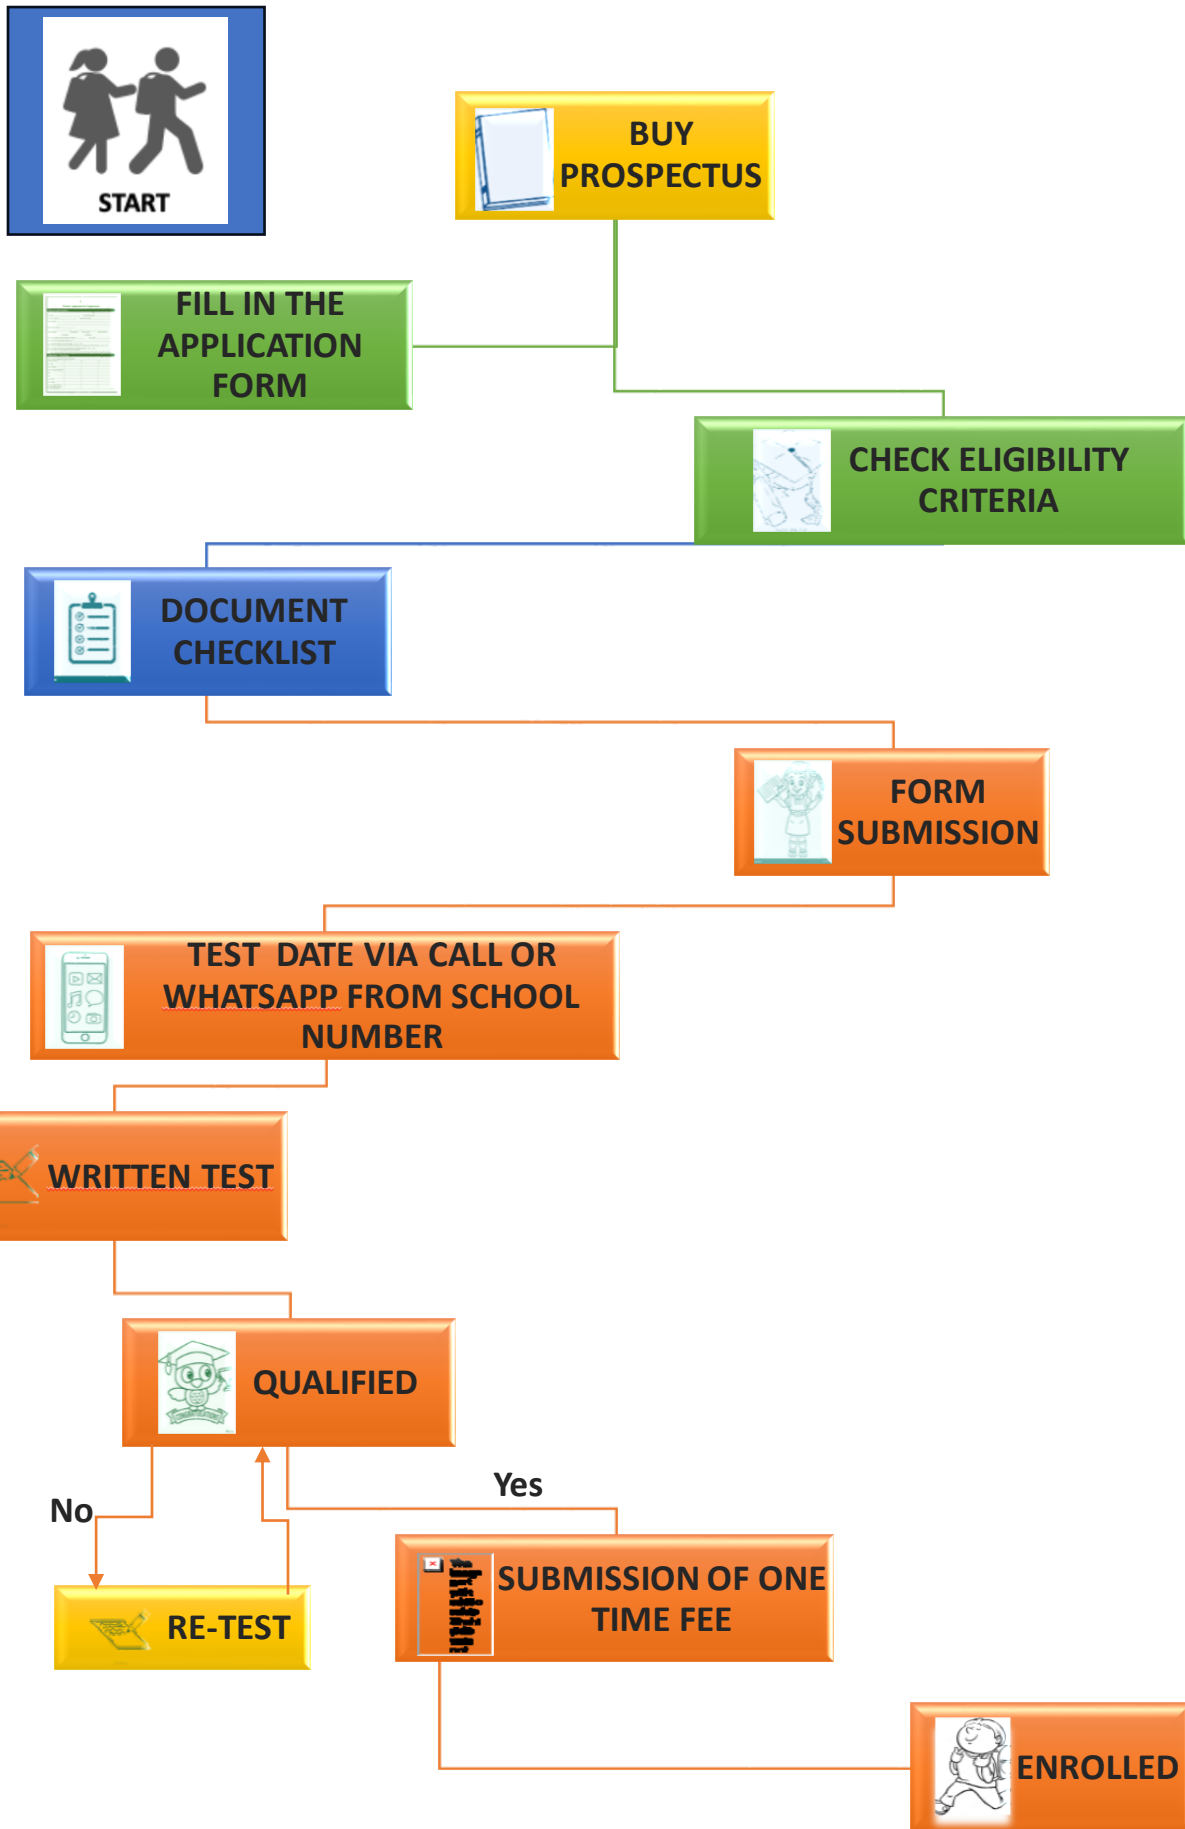 START
BUY
PROSPECTUS
FILL IN THE
APPLICATION
FORM
CHECK ELIGIBILITY
CRITERIA
DOCUMENT
CHECKLIST
FORM
SUBMISSION
TEST  DATE VIA CALL OR
WHATSAPP FROM SCHOOL
NUMBER
WRITTEN TEST
QUALIFIED
Yes
No
SUBMISSION OF ONE
TIME FEE
RE-TEST
ENROLLED